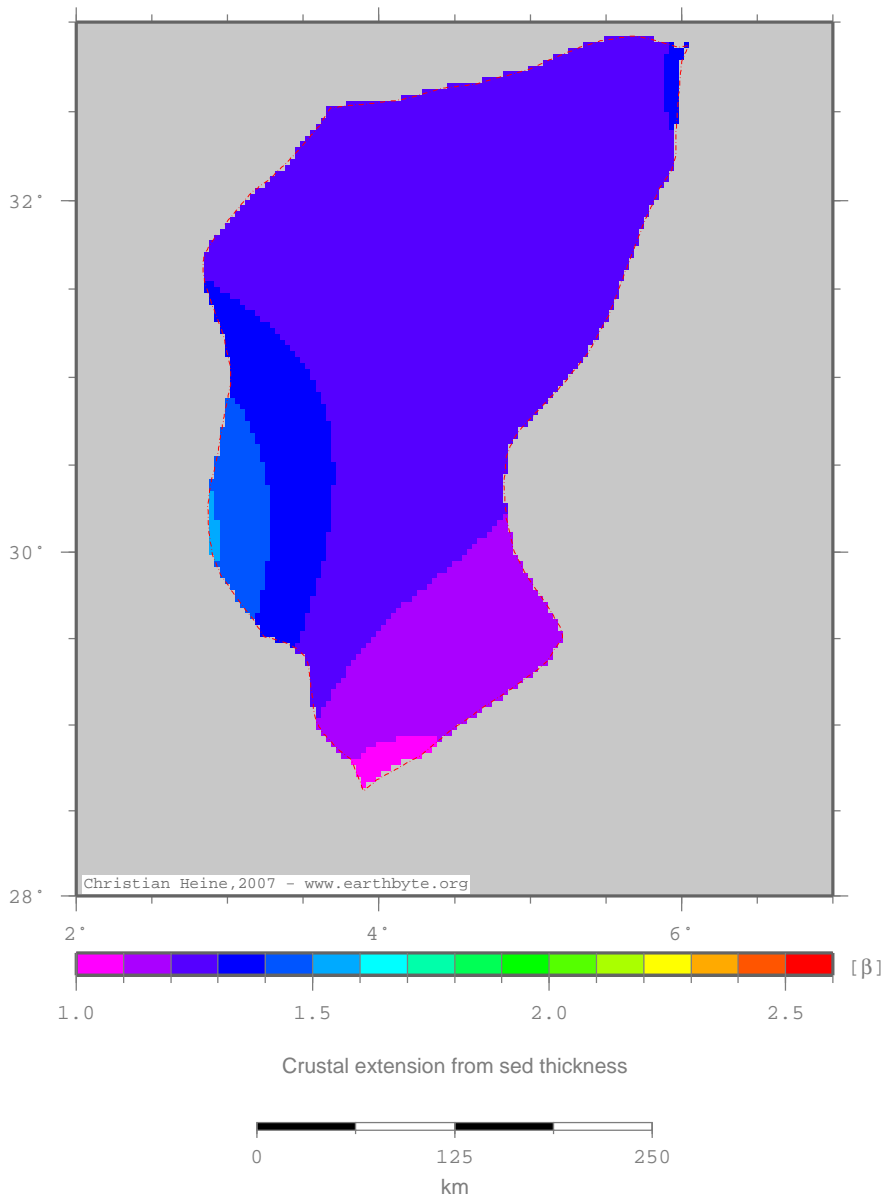 32°
30°
28°
Christian Heine,2007 - www.earthbyte.org
2° 4° 6°
[β]
1.0 1.5 2.0 2.5
Crustal extension from sed thickness
0 125 250
km